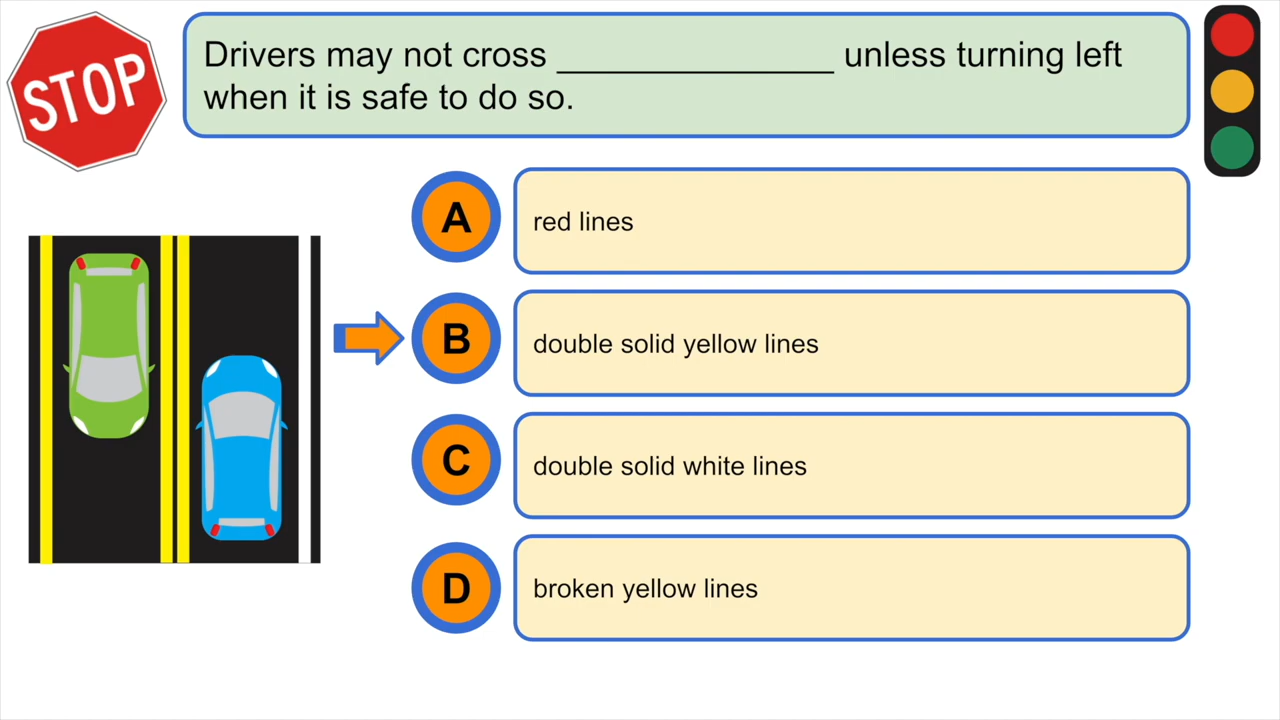 STOP
Drivers may not cross _______________ unless turning left
when it is safe to do so.
A
red lines
B
double solid yellow lines
C
double solid white lines
D
broken yellow lines